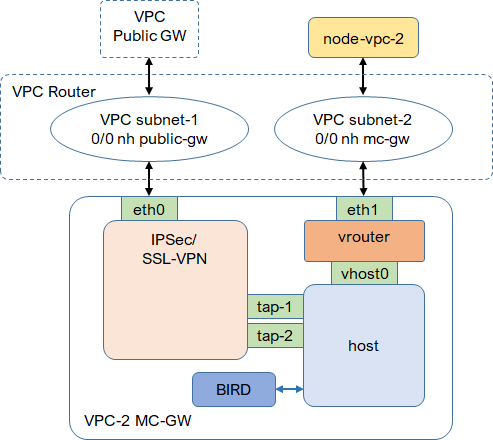 VPC
Public GW
node-vpc-2
VPC Router
VPC subnet-1
0/0 nh public-gw
VPC subnet-2
0/0 nh mc-gw
eth0
eth1
IPSec/
SSL-VPN
vrouter
vhost0
tap-1
tap-2
host
BIRD
VPC-2 MC-GW